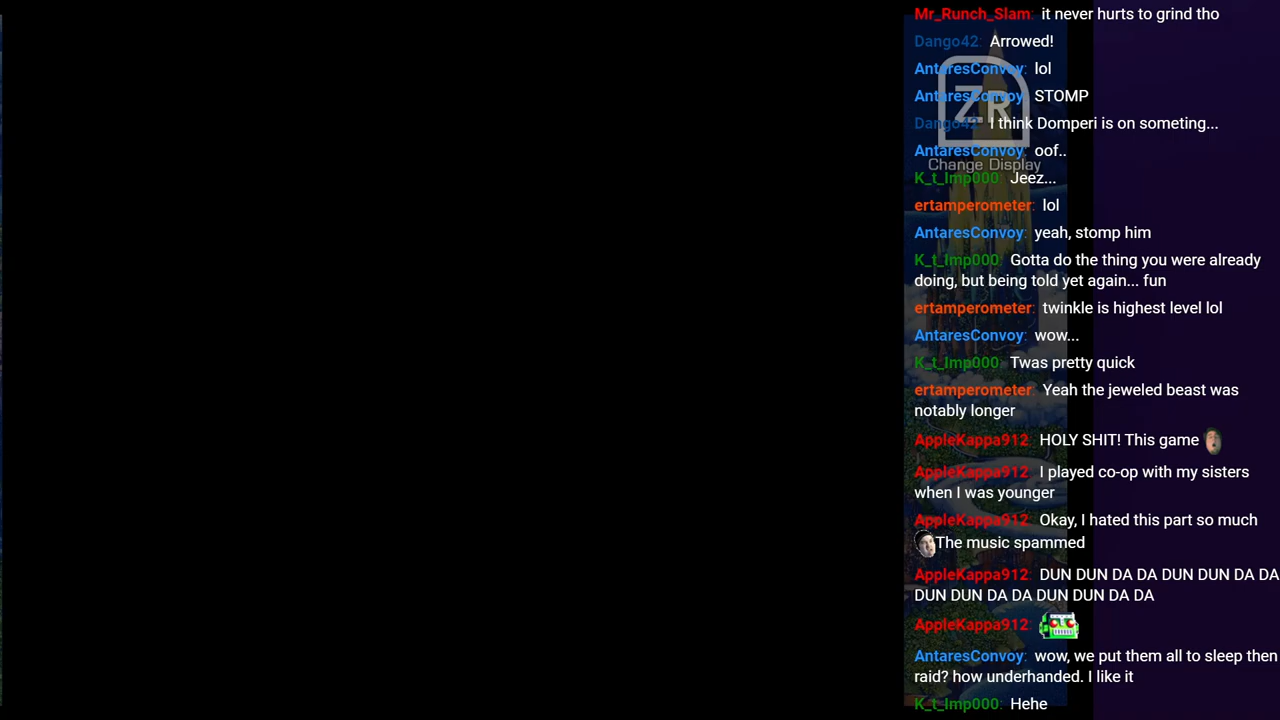 Mr_Runch_Slam: it never hurts to grind tho
Dango42: Arrowed!
AntaresConvoy: lol
AntaresConvoy: STOMP
Dango42: I think Domperi is on someting...
AntaresConvoy: oof..
ZR
Change Display
K_t_Imp000: Jeez...
ertamperometer: lol
AntaresConvoy: yeah, stomp him
K_t_Imp000: Gotta do the thing you were already
doing, but being told yet again... fun
ertamperometer: twinkle is highest level lol
AntaresConvoy: wow...
K_t_Imp000: Twas pretty quick
ertamperometer: Yeah the jeweled beast was
notably longer
AppleKappa912: HOLY SHIT! This game
AppleKappa912: I played co-op with my sisters
when I was younger
AppleKappa912: Okay, I hated this part so much
The music spammed
AppleKappa912: DUN DUN DA DA DUN DUN DA DA
DUN DUN DA DA DUN DUN DA DA
AppleKappa912:
AntaresConvoy: wow, we put them all to sleep then
raid? how underhanded. I like it
K_t_Imp000: Hehe